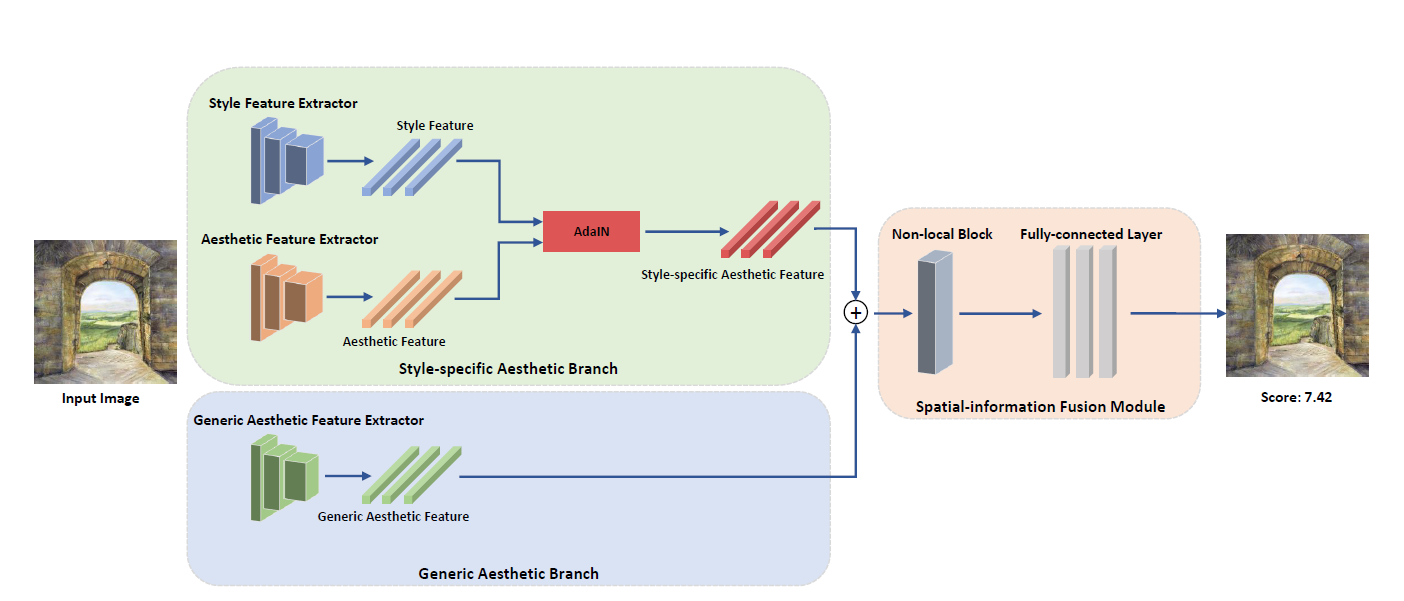 Style Feature Extractor
Style Feature
Aesthetic Feature Extractor
AdaIN
Style-specific Aesthetic Feature
Aesthetic Feature
Style-specific Aesthetic Branch
Input Image
Generic Aesthetic Feature Extractor
Generic Aesthetic Feature
Generic Aesthetic Branch
+
Non-local Block
Fully-connected Layer
Spatial-information Fusion Module
Score: 7.42